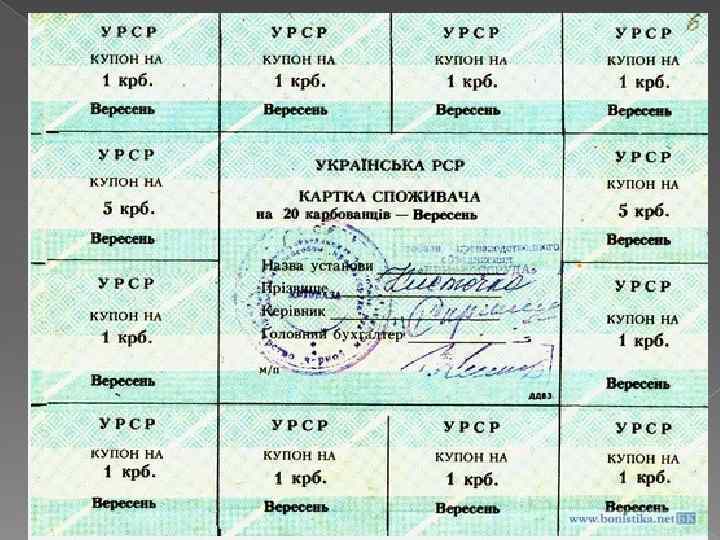 6
УРСР УРСР УРСР УРСР
КУПОН НА КУПОН НА КУПОН НА КУПОН НА
1 крб. 1 крб. 1 крб. 1 крб.
Вересень Вересень Вересень Вересень
УРСР
КУПОН НА
5 крб.
Вересень
УКРАЇНСЬКА РСР
КАРТКА СПОЖИВАЧА
на 20 карбованців — Вересень
УРСР
КУПОН НА
5 крб.
Вересень
УРСР
КУПОН НА
1 крб.
Вересень
Назва установи
Прізвище
Керівник
Головний бухгалтер
м/п
ДДВЗ
УРСР
КУПОН НА
1 крб.
Вересень
УРСР УРСР УРСР УРСР
КУПОН НА КУПОН НА КУПОН НА КУПОН НА
1 крб. 1 крб. 1 крб. 1 крб.
Вересень Вересень Вересень Вересень
www.bonistika.net